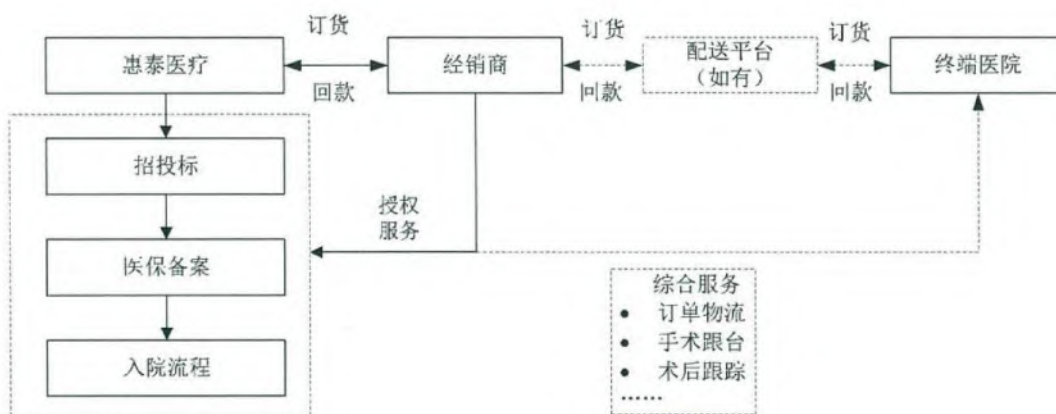 订货
订货
订货
惠泰医疗
经销商
配送平台
（如有）
终端医院
回款
回款
回款
招投标
授权
服务
医保备案
综合服务
● 订单物流
● 手术跟台
● 术后跟踪
……
入院流程